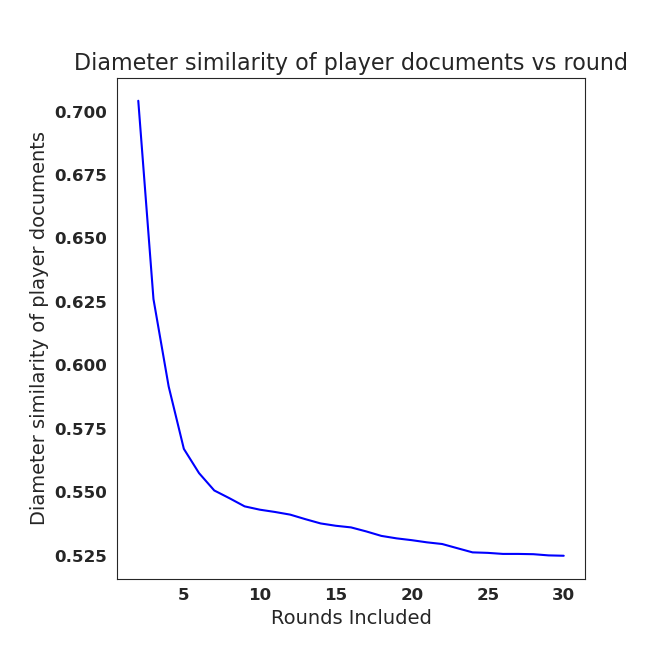 Diameter similarity of player documents vs round
Diameter similarity of player documents
0.700
0.675
0.650
0.625
0.600
0.575
0.550
0.525
5 10 15 20 25 30
Rounds Included